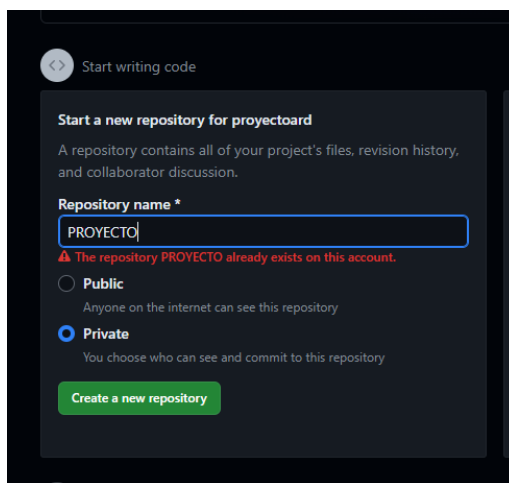 Start writing code
Start a new repository for proyectoard
A repository contains all of your project's files, revision history,
and collaborator discussion.
Repository name *
PROYECTO
The repository PROYECTO already exists on this account.
Public
Anyone on the internet can see this repository
Private
You choose who can see and commit to this repository
Create a new repository